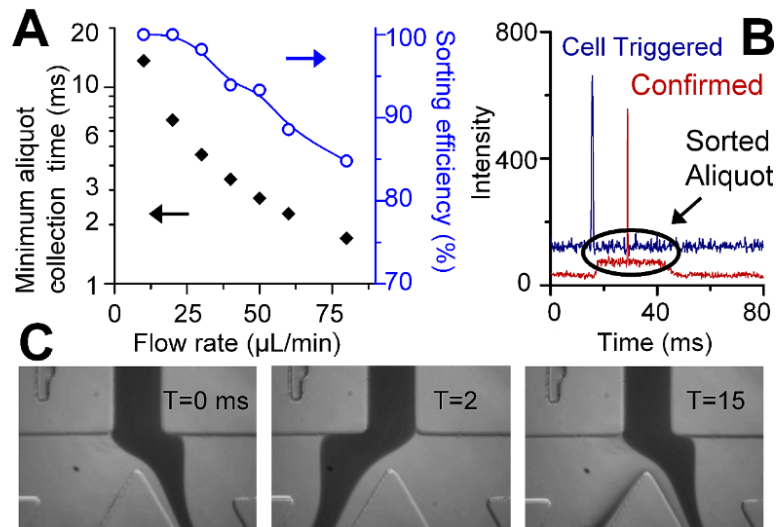 A
Minimum aliquot
collection time (ms)
20
10
6
3
2
1
0
25
50
75
Flow rate (µL/min)
100
90
80
70
Sorting efficiency (%)
B
800
400
0
Intensity
Cell Triggered
Confirmed
Sorted
Aliquot
0
40
80
Time (ms)
C
T=0 ms
T=2
T=15